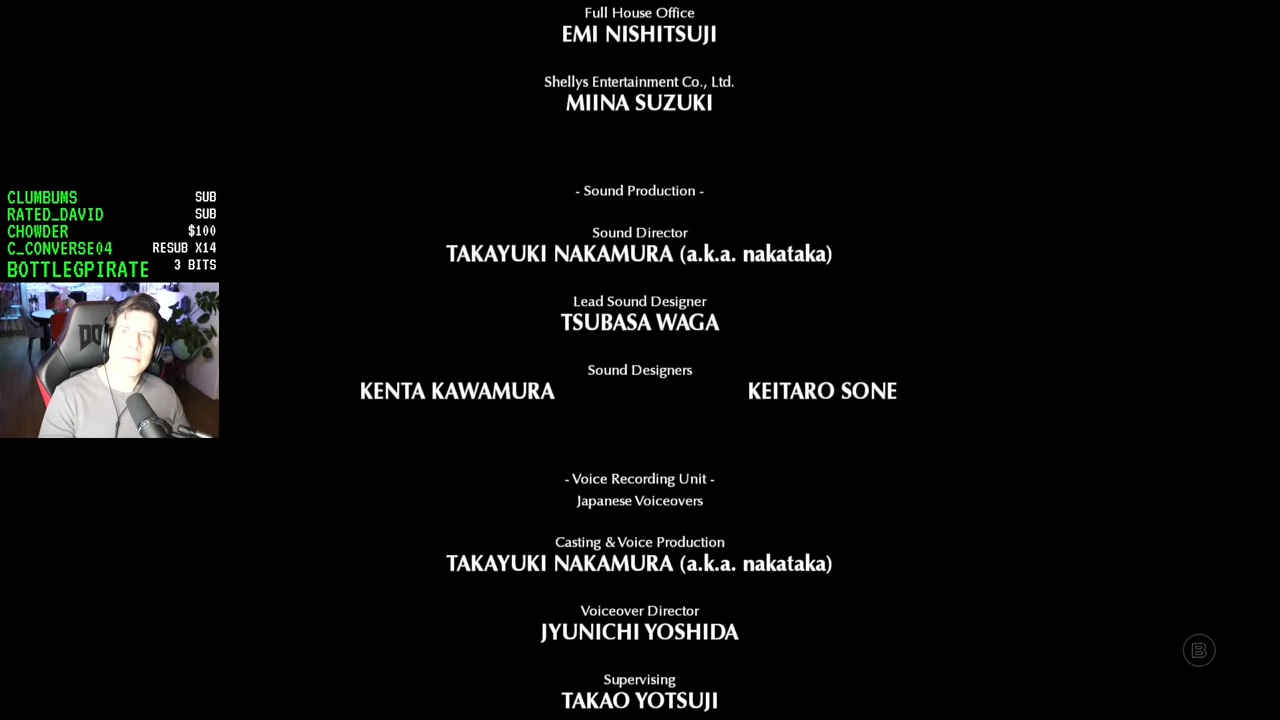 Full House Office
EMI NISHITSUJI
Shellys Entertainment Co., Ltd.
MIINA SUZUKI
- Sound Production -
Sound Director
TAKAYUKI NAKAMURA (a.k.a. nakataka)
Lead Sound Designer
TSUBASA WAGA
Sound Designers
KENTA KAWAMURA KEITARO SONE
- Voice Recording Unit -
Japanese Voiceovers
Casting & Voice Production
TAKAYUKI NAKAMURA (a.k.a. nakataka)
Voiceover Director
JYUNICHI YOSHIDA
Supervising
TAKAO YOTSUJI
CLUMBUMS SUB
RATED_DAVID SUB
CHOWDER $100
C_CONVERSE04 RESUB X14
BOTTLEGPIRATE 3 BITS
B